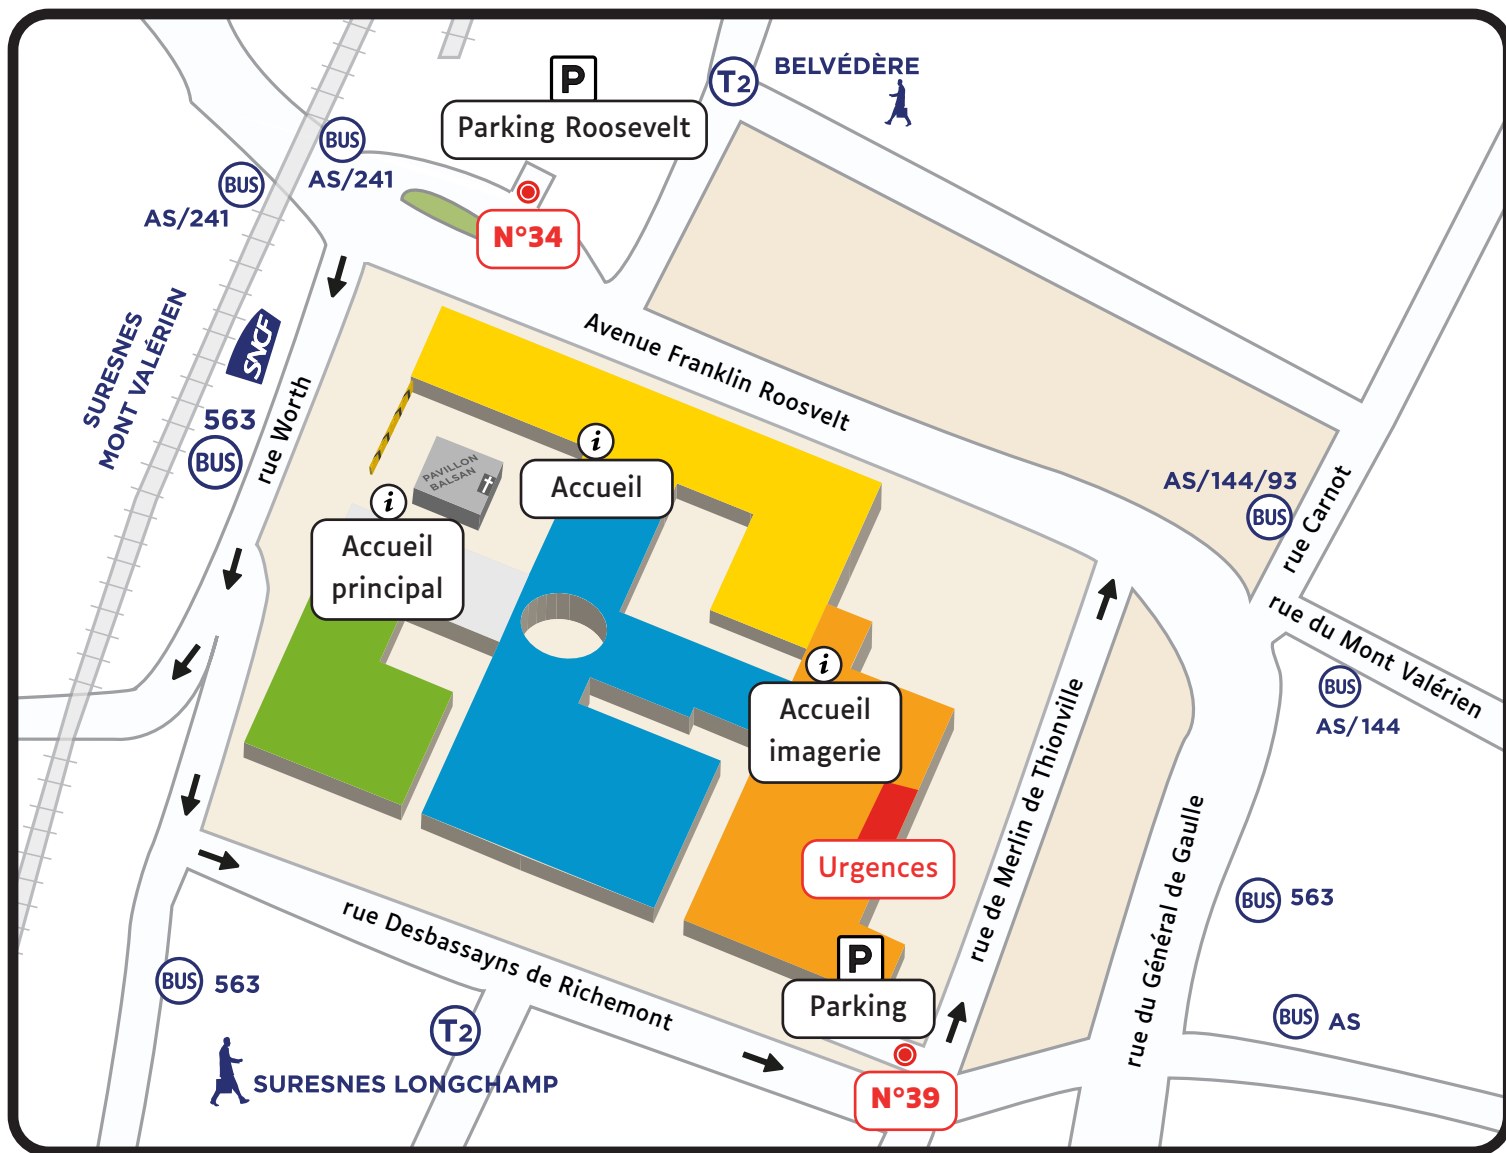 P
Parking Roosevelt
T2
BELVÉDÈRE
BUS
AS/241
BUS
AS/241
N°34
SURESNES
MONT VALÉRIEN
SNCF
563
BUS
rue Worth
Avenue Franklin Roosvelt
i
Accueil
PAVILLON
BALSAN
i
Accueil
principal
AS/144/93
BUS
rue Carnot
rue du Mont Valérien
BUS
AS/144
i
Accueil
imagerie
Urgences
rue de Merlin de Thionville
rue du Général de Gaulle
BUS 563
BUS AS
P
Parking
N°39
rue Desbassayns de Richemont
BUS 563
T2
SURESNES LONGCHAMP